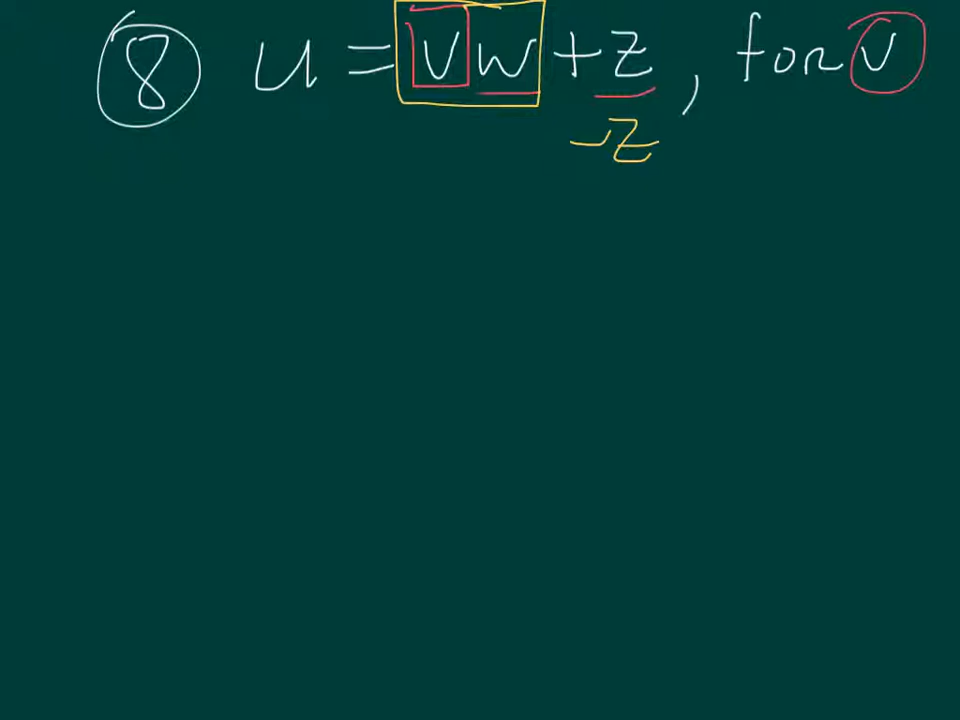 8 u = vw + z, for v
-z